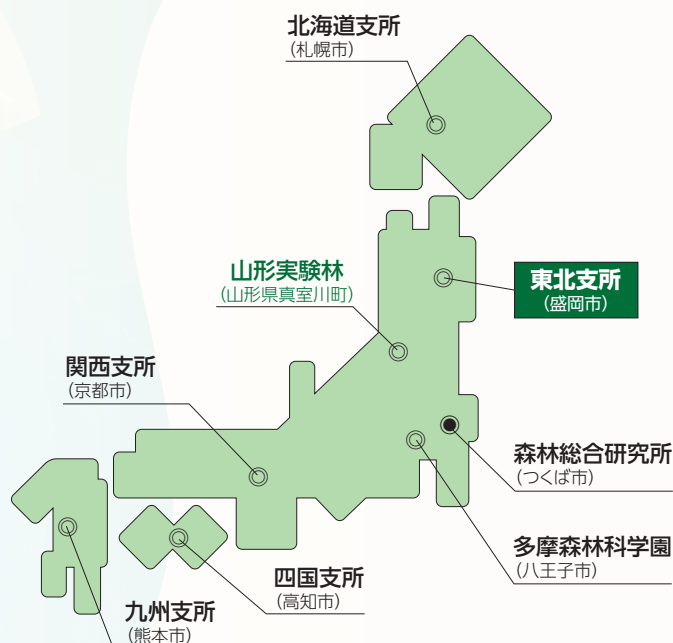 北海道支所
(札幌市)
山形実験林
(山形県真室川町)
東北支所
(盛岡市)
関西支所
(京都市)
森林総合研究所
(つくば市)
多摩森林科学園
(八王子市)
四国支所
(高知市)
九州支所
(熊本市)